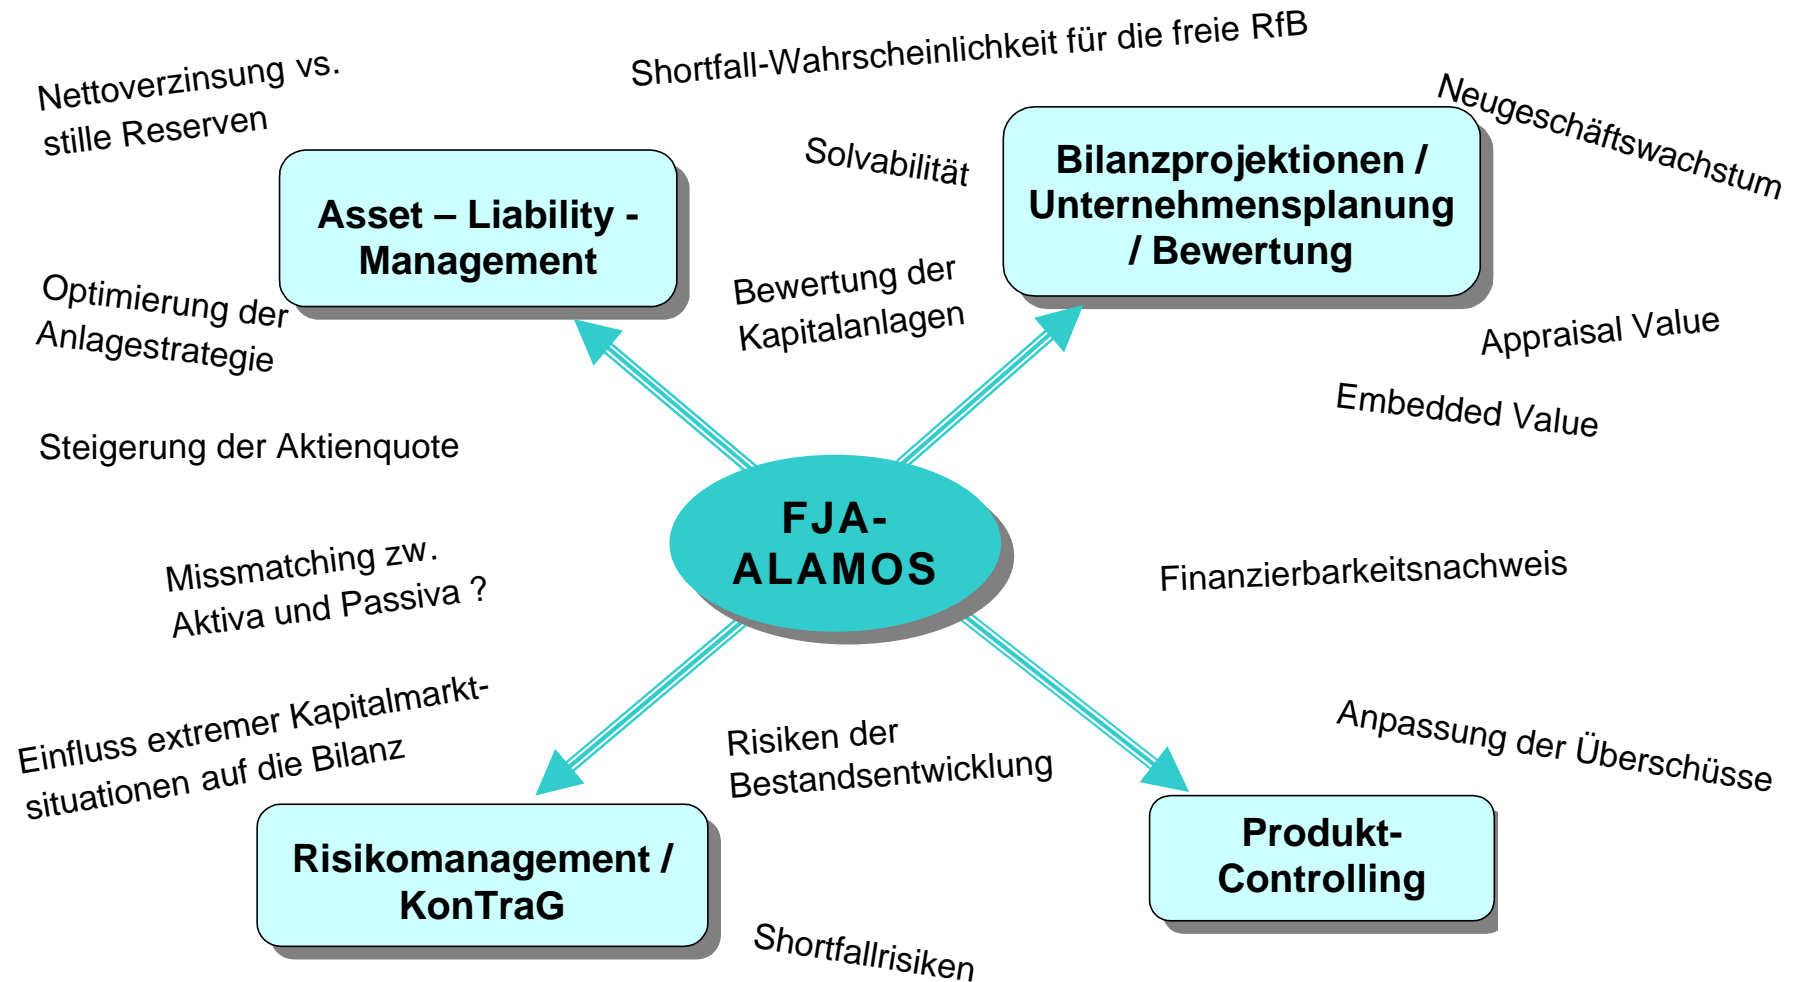 Shortfall-Wahrscheinlichkeit für die freie RfB
Nettoverzinsung vs.
stille Reserven
Neugeschäftswachstum
Solvabilität
Bilanzprojektionen /
Unternehmensplanung
/ Bewertung
Asset – Liability -
Management
Bewertung der
Kapitalanlagen
Optimierung der
Anlagestrategie
Appraisal Value
Embedded Value
Steigerung der Aktienquote
FJA-
ALAMOS
Missmatching zw.
Aktiva und Passiva ?
Finanzierbarkeitsnachweis
Einfluss extremer Kapitalmarkt-
situationen auf die Bilanz
Risiken der
Bestandsentwicklung
Anpassung der Überschüsse
Risikomanagement /
KonTraG
Produkt-
Controlling
Shortfallrisiken